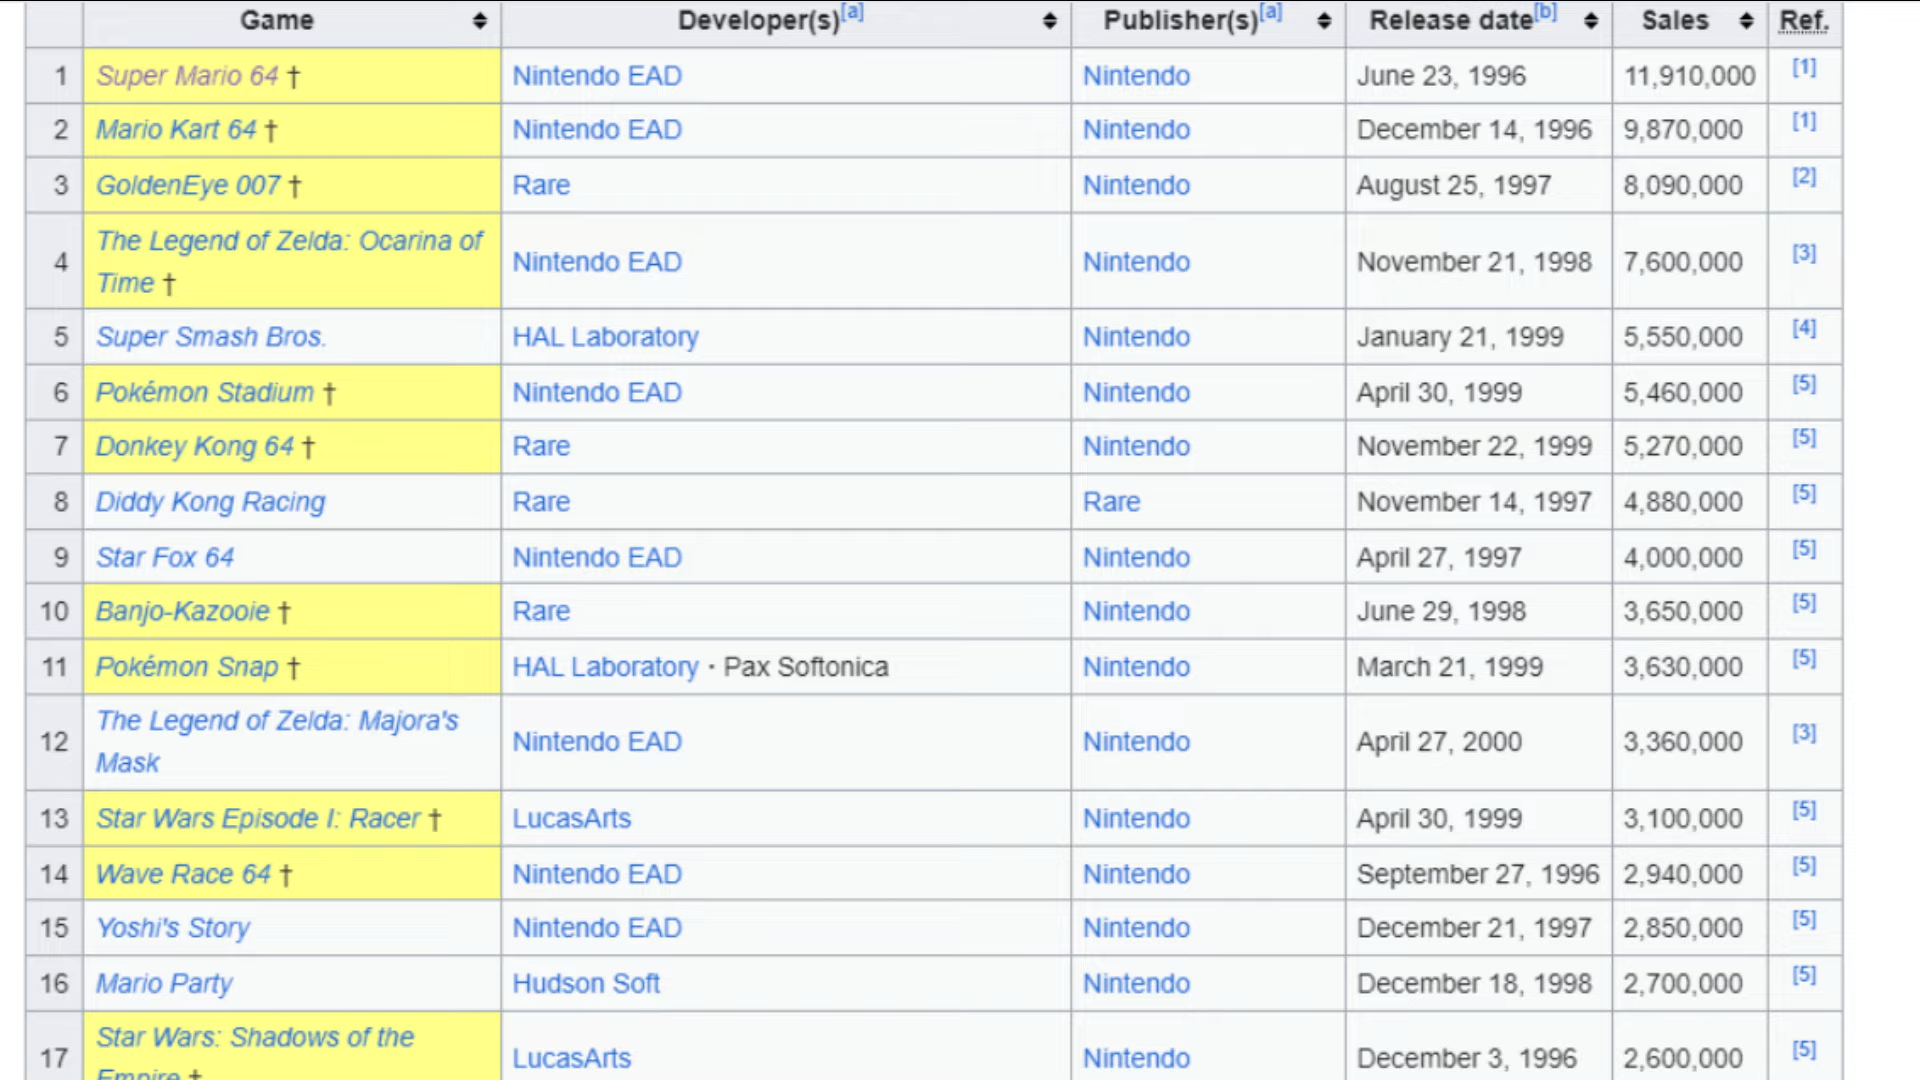 Game Developer(s)[a] Publisher(s)[a] Release date[b] Sales Ref.
1 Super Mario 64 † Nintendo EAD Nintendo June 23, 1996 11,910,000 [1]
2 Mario Kart 64 † Nintendo EAD Nintendo December 14, 1996 9,870,000 [1]
3 GoldenEye 007 † Rare Nintendo August 25, 1997 8,090,000 [2]
4 The Legend of Zelda: Ocarina of
Time † Nintendo EAD Nintendo November 21, 1998 7,600,000 [3]
5 Super Smash Bros. HAL Laboratory Nintendo January 21, 1999 5,550,000 [4]
6 Pokémon Stadium † Nintendo EAD Nintendo April 30, 1999 5,460,000 [5]
7 Donkey Kong 64 † Rare Nintendo November 22, 1999 5,270,000 [5]
8 Diddy Kong Racing Rare Rare November 14, 1997 4,880,000 [5]
9 Star Fox 64 Nintendo EAD Nintendo April 27, 1997 4,000,000 [5]
10 Banjo-Kazooie † Rare Nintendo June 29, 1998 3,650,000 [5]
11 Pokémon Snap † HAL Laboratory · Pax Softonica Nintendo March 21, 1999 3,630,000 [5]
12 The Legend of Zelda: Majora's
Mask Nintendo EAD Nintendo April 27, 2000 3,360,000 [3]
13 Star Wars Episode I: Racer † LucasArts Nintendo April 30, 1999 3,100,000 [5]
14 Wave Race 64 † Nintendo EAD Nintendo September 27, 1996 2,940,000 [5]
15 Yoshi's Story Nintendo EAD Nintendo December 21, 1997 2,850,000 [5]
16 Mario Party Hudson Soft Nintendo December 18, 1998 2,700,000 [5]
17 Star Wars: Shadows of the
Empire † LucasArts Nintendo December 3, 1996 2,600,000 [5]